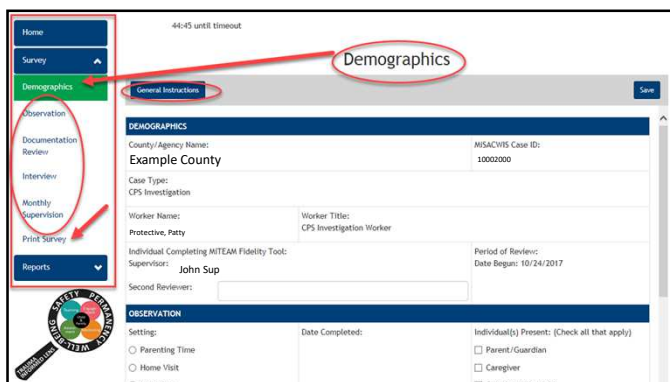 44:45 until timeout
Home
Survey
Demographics
Demographics
General Instructions
Save
Observation
Documentation
Review
Interview
Monthly
Supervision
Print Survey
Reports
DEMOGRAPHICS
County/Agency Name:
MiSACWIS Case ID:
Example County
10002000
Case Type:
CPS Investigation
Worker Name:
Worker Title:
Protective, Patty
CPS Investigation Worker
Individual Completing MiTEAM Fidelity Tool:
Period of Review:
Supervisor: John Sup
Date Begun: 10/24/2017
Second Reviewer:
OBSERVATION
Setting:
Date Completed:
Individual(s) Present: (Check all that apply)
Parenting Time
Parent/Guardian
Home Visit
Caregiver
SAFETY PERMANENCY WELL-BEING
TRAUMA
INFORMED LENS